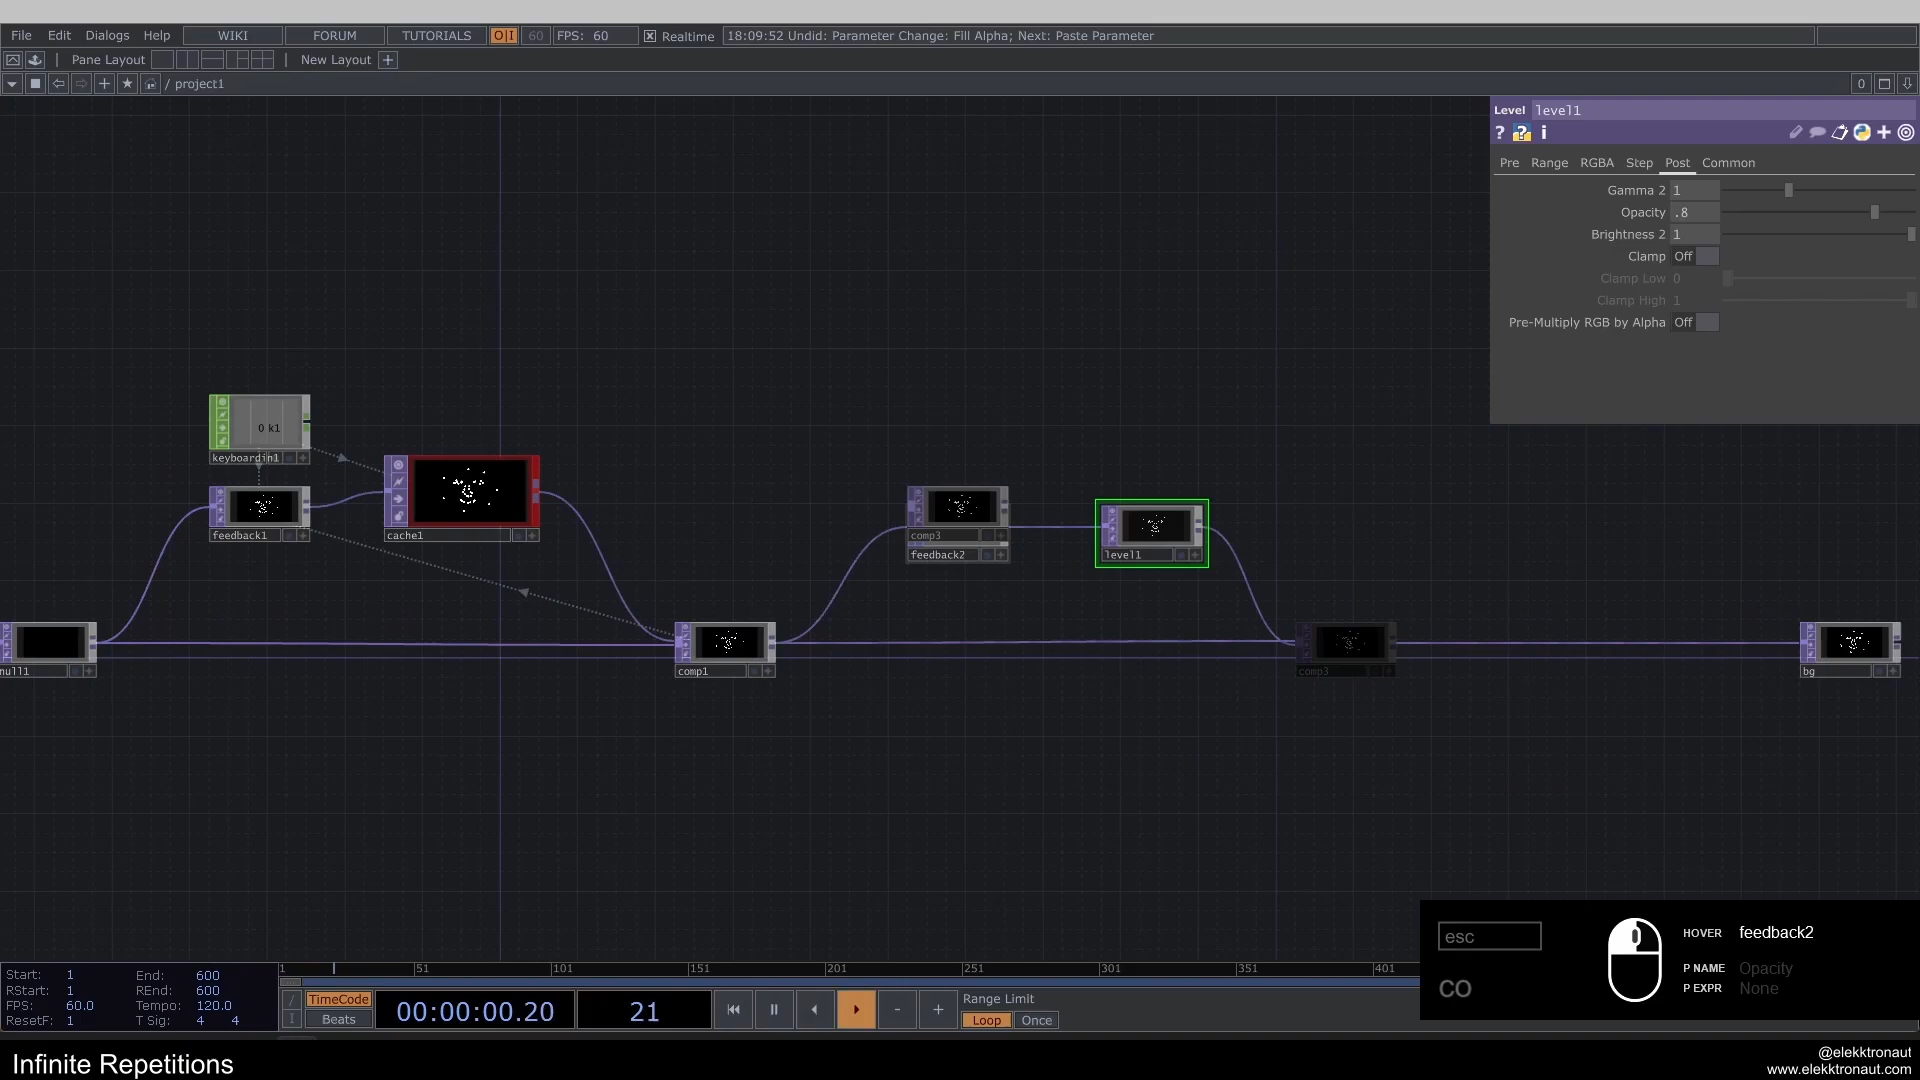 File Edit Dialogs Help WIKI FORUM TUTORIALS O|I 60 FPS: 60 Realtime 18:09:52 Undid: Parameter Change: Fill Alpha; Next: Paste Parameter
Pane Layout New Layout +
/ project1 0
Level level1
? ? i
Pre Range RGBA Step Post Common
Gamma 2 1
Opacity .8
Brightness 2 1
Clamp Off
Clamp Low 0
Clamp High 1
Pre-Multiply RGB by Alpha Off
0 k1
keyboardin1
feedback1
cache1
comp3
feedback2
level1
null1
comp1
comp3
bg
esc
CO
HOVER feedback2
P NAME Opacity
P EXPR None
Start: 1 End: 600
RStart: 1 REnd: 600
FPS: 60.0 Tempo: 120.0
ResetF: 1 T Sig: 4 4
1 51 101 151 201 251 301 351 401
TimeCode
Beats
00:00:00.20
21
Range Limit
Loop Once
Infinite Repetitions
@elekktronaut
www.elekktronaut.com